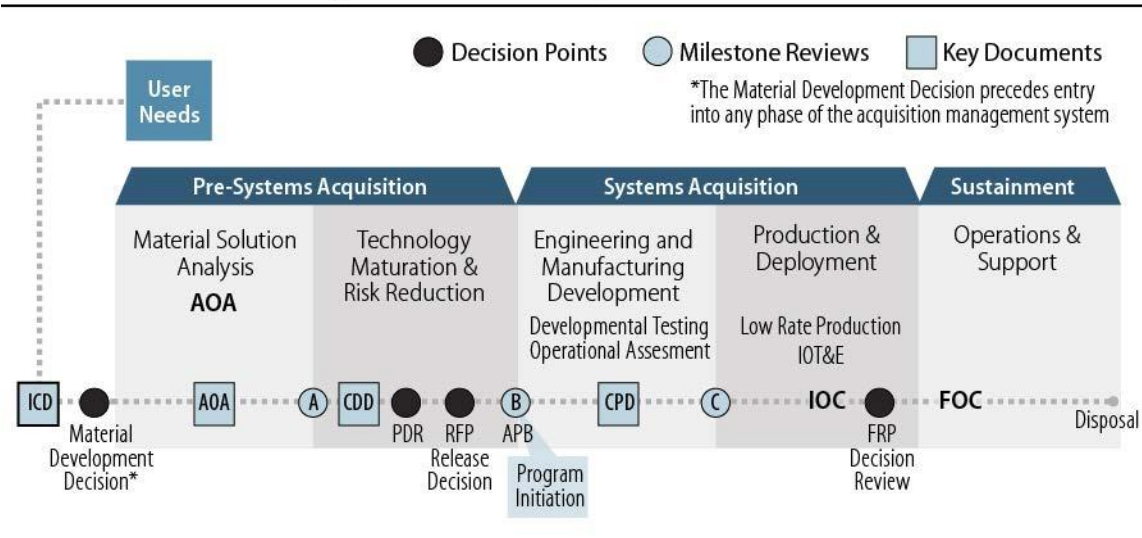 Decision Points
Milestone Reviews
Key Documents
*The Material Development Decision precedes entry
into any phase of the acquisition management system
User
Needs
Pre-Systems Acquisition
Systems Acquisition
Sustainment
Material Solution
Analysis
AOA
Technology
Maturation &
Risk Reduction
Engineering and
Manufacturing
Development
Developmental Testing
Operational Assesment
Production &
Deployment
Low Rate Production
IOT&E
Operations &
Support
ICD
AOA
A
CDD
B
CPD
C
IOC
FOC
Disposal
Material
Development
Decision*
PDR
RFP
Release
Decision
APB
Program
Initiation
FRP
Decision
Review